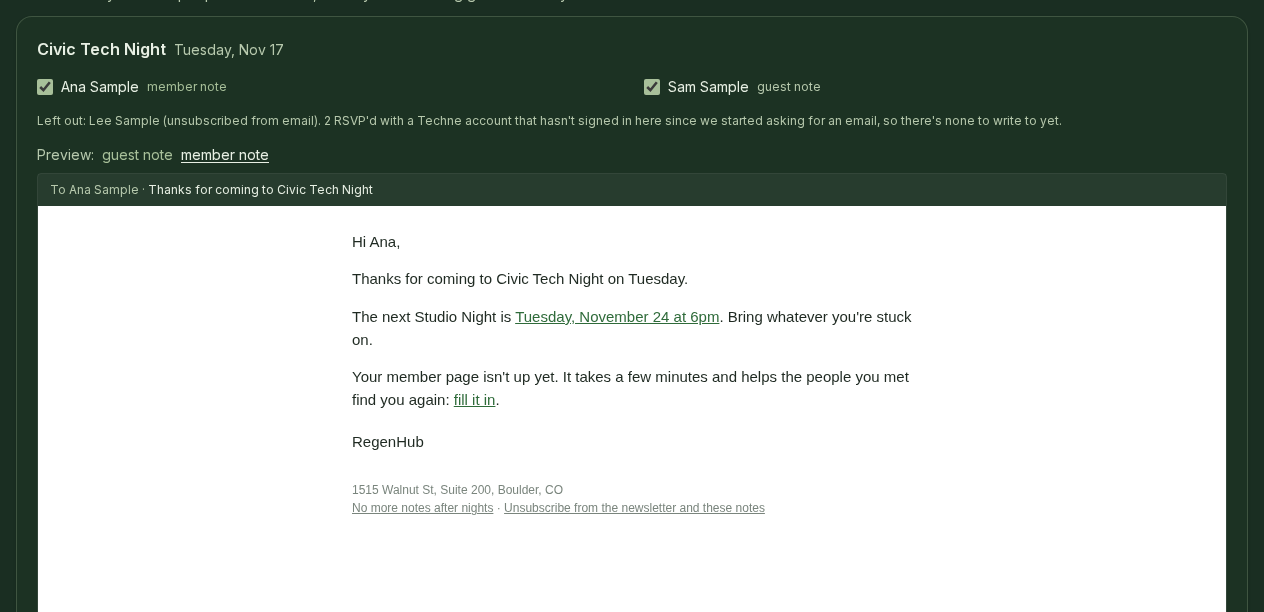 Civic Tech Night Tuesday, Nov 17
Ana Sample member note
Sam Sample guest note
Left out: Lee Sample (unsubscribed from email). 2 RSVP'd with a Techne account that hasn't signed in here since we started asking for an email, so there's none to write to yet.
Preview: guest note member note
To Ana Sample · Thanks for coming to Civic Tech Night
Hi Ana,
Thanks for coming to Civic Tech Night on Tuesday.
The next Studio Night is Tuesday, November 24 at 6pm. Bring whatever you're stuck
on.
Your member page isn't up yet. It takes a few minutes and helps the people you met
find you again: fill it in.
RegenHub
1515 Walnut St, Suite 200, Boulder, CO
No more notes after nights · Unsubscribe from the newsletter and these notes